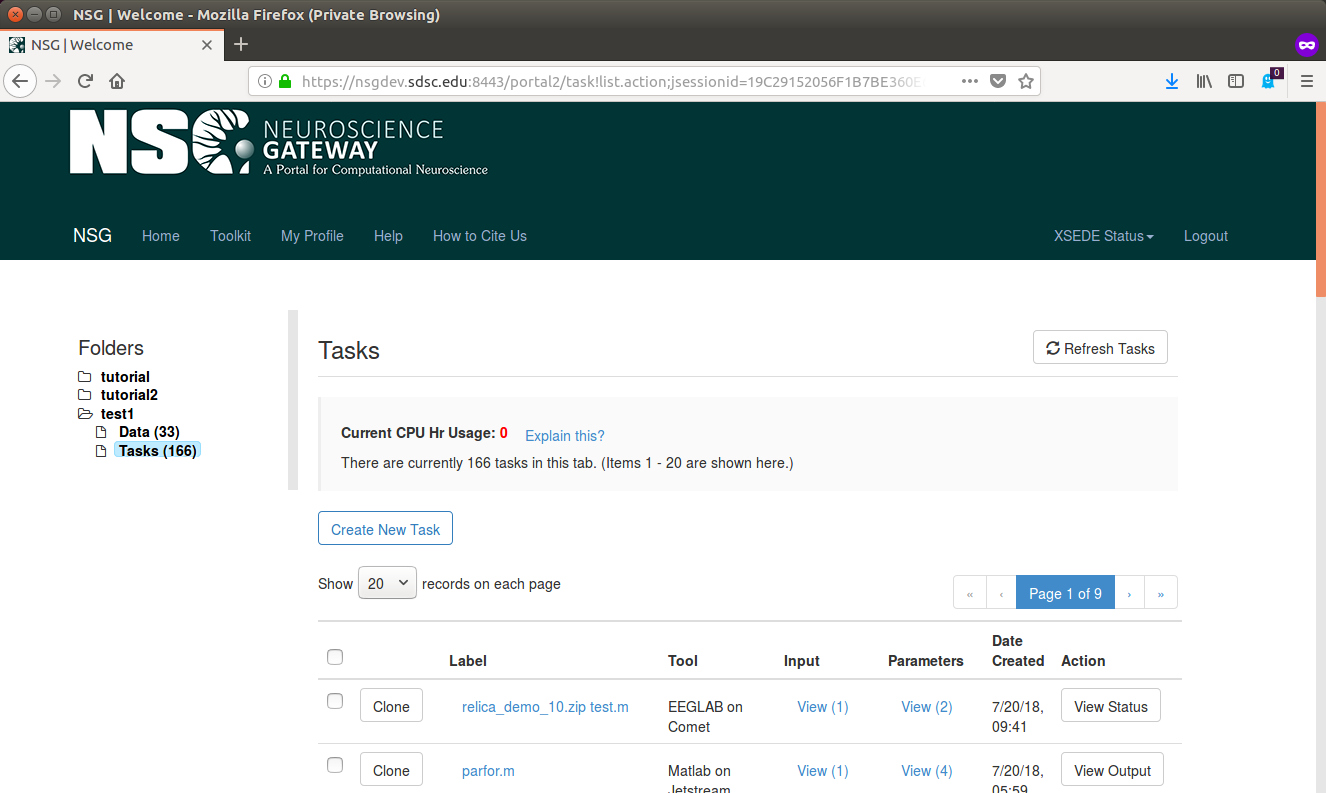 NSG | Welcome - Mozilla Firefox (Private Browsing)
NSG | Welcome
https://nsgdev.sdsc.edu:8443/portal2/task!list.action;jsessionid=19C29152056F1B7BE360E
0
NSG NEUROSCIENCE
GATEWAY
A Portal for Computational Neuroscience
NSG Home Toolkit My Profile Help How to Cite Us XSEDE Status Logout
Folders
tutorial
tutorial2
test1
Data (33)
Tasks (166)
Tasks
Refresh Tasks
Current CPU Hr Usage: 0 Explain this?
There are currently 166 tasks in this tab. (Items 1 - 20 are shown here.)
Create New Task
Show 20 records on each page
« ‹ Page 1 of 9 › »
Label Tool Input Parameters Date Created Action
Clone relica_demo_10.zip test.m EEGLAB on Comet View (1) View (2) 7/20/18, 09:41 View Status
Clone parfor.m Matlab on Jetstream View (1) View (4) 7/20/18, 05:59 View Output